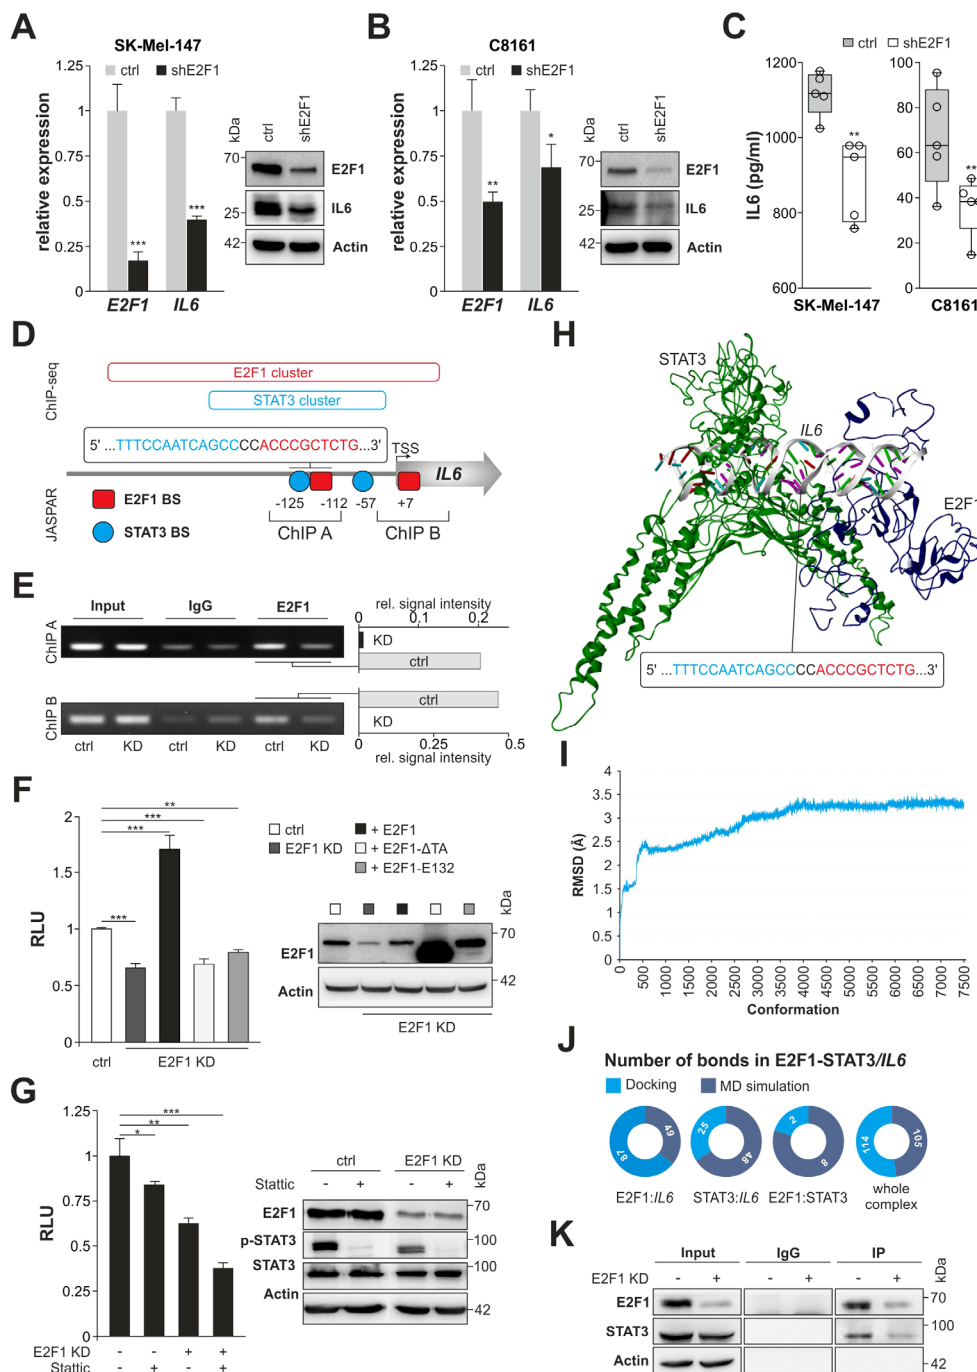 A
SK-Mel-147
ctrl shE2F1
relative expression
1.25
1
0.75
0.5
0.25
0
***
***
E2F1 IL6
kDa
ctrl
shE2F1
70
25
42
E2F1
IL6
Actin
B
C8161
ctrl shE2F1
relative expression
1.25
1
0.75
0.5
0.25
0
**
*
E2F1 IL6
kDa
ctrl
shE2F1
70
25
42
E2F1
IL6
Actin
C
ctrl shE2F1
IL6 (pg/ml)
1200
1000
800
600
**
SK-Mel-147
100
80
60
40
20
0
**
C8161
D
ChIP-seq
E2F1 cluster
STAT3 cluster
5' ...TTTCCAATCAGCCCCACCCGCTCTG...3'
TSS
IL6
JASPAR
E2F1 BS
STAT3 BS
-125 -112 -57 +7
ChIP A ChIP B
E
Input IgG E2F1
ChIP A
rel. signal intensity
0 0.1 0.2
KD
ctrl
ChIP B
ctrl
KD
ctrl KD ctrl KD ctrl KD
0 0.25 0.5
rel. signal intensity
F
RLU
2
1.5
1
0.5
0
**
***
***
***
ctrl E2F1 KD
ctrl
E2F1 KD
+ E2F1
+ E2F1-ΔTA
+ E2F1-E132
kDa
E2F1
70
Actin
42
E2F1 KD
G
RLU
1.25
1
0.75
0.5
0.25
0
***
**
*
E2F1 KD - - + +
Stattic - + - +
ctrl E2F1 KD
Stattic - + - +
kDa
E2F1
70
p-STAT3
100
STAT3
100
Actin
42
H
STAT3
IL6
E2F1
5' ...TTTCCAATCAGCCCCACCCGCTCTG...3'
I
RMSD (Å)
4
3.5
3
2.5
2
1.5
1
0.5
0
0 500 1000 1500 2000 2500 3000 3500 4000 4500 5000 5500 6000 6500 7000 7500
Conformation
J
Number of bonds in E2F1-STAT3/IL6
Docking MD simulation
87 49
25 48
2 8
114 105
E2F1:IL6 STAT3:IL6 E2F1:STAT3 whole
complex
K
Input IgG IP
E2F1 KD - + - + - +
kDa
E2F1
70
STAT3
100
Actin
42